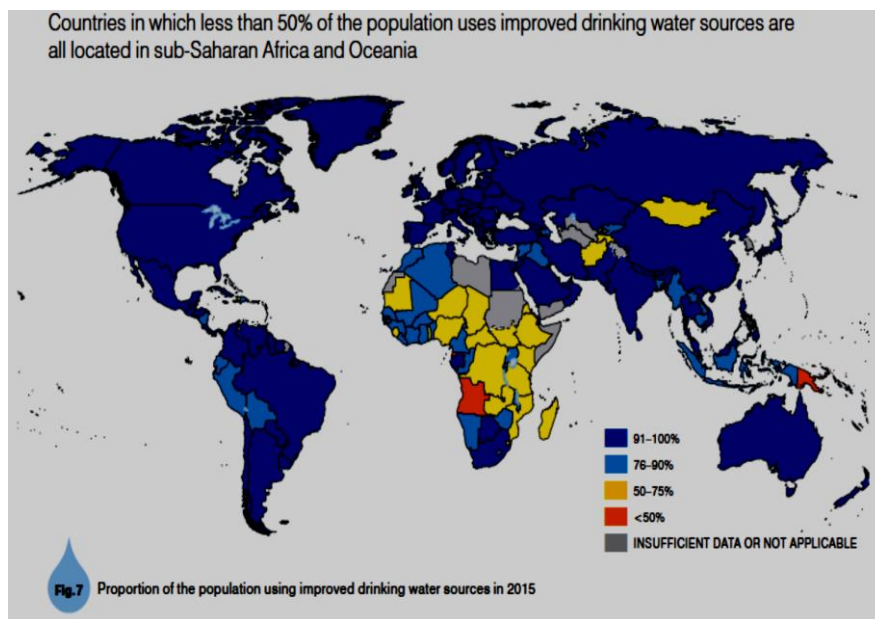 Countries in which less than 50% of the population uses improved drinking water sources are
all located in sub-Saharan Africa and Oceania
91–100%
76–90%
50–75%
<50%
INSUFFICIENT DATA OR NOT APPLICABLE
Fig.7 Proportion of the population using improved drinking water sources in 2015